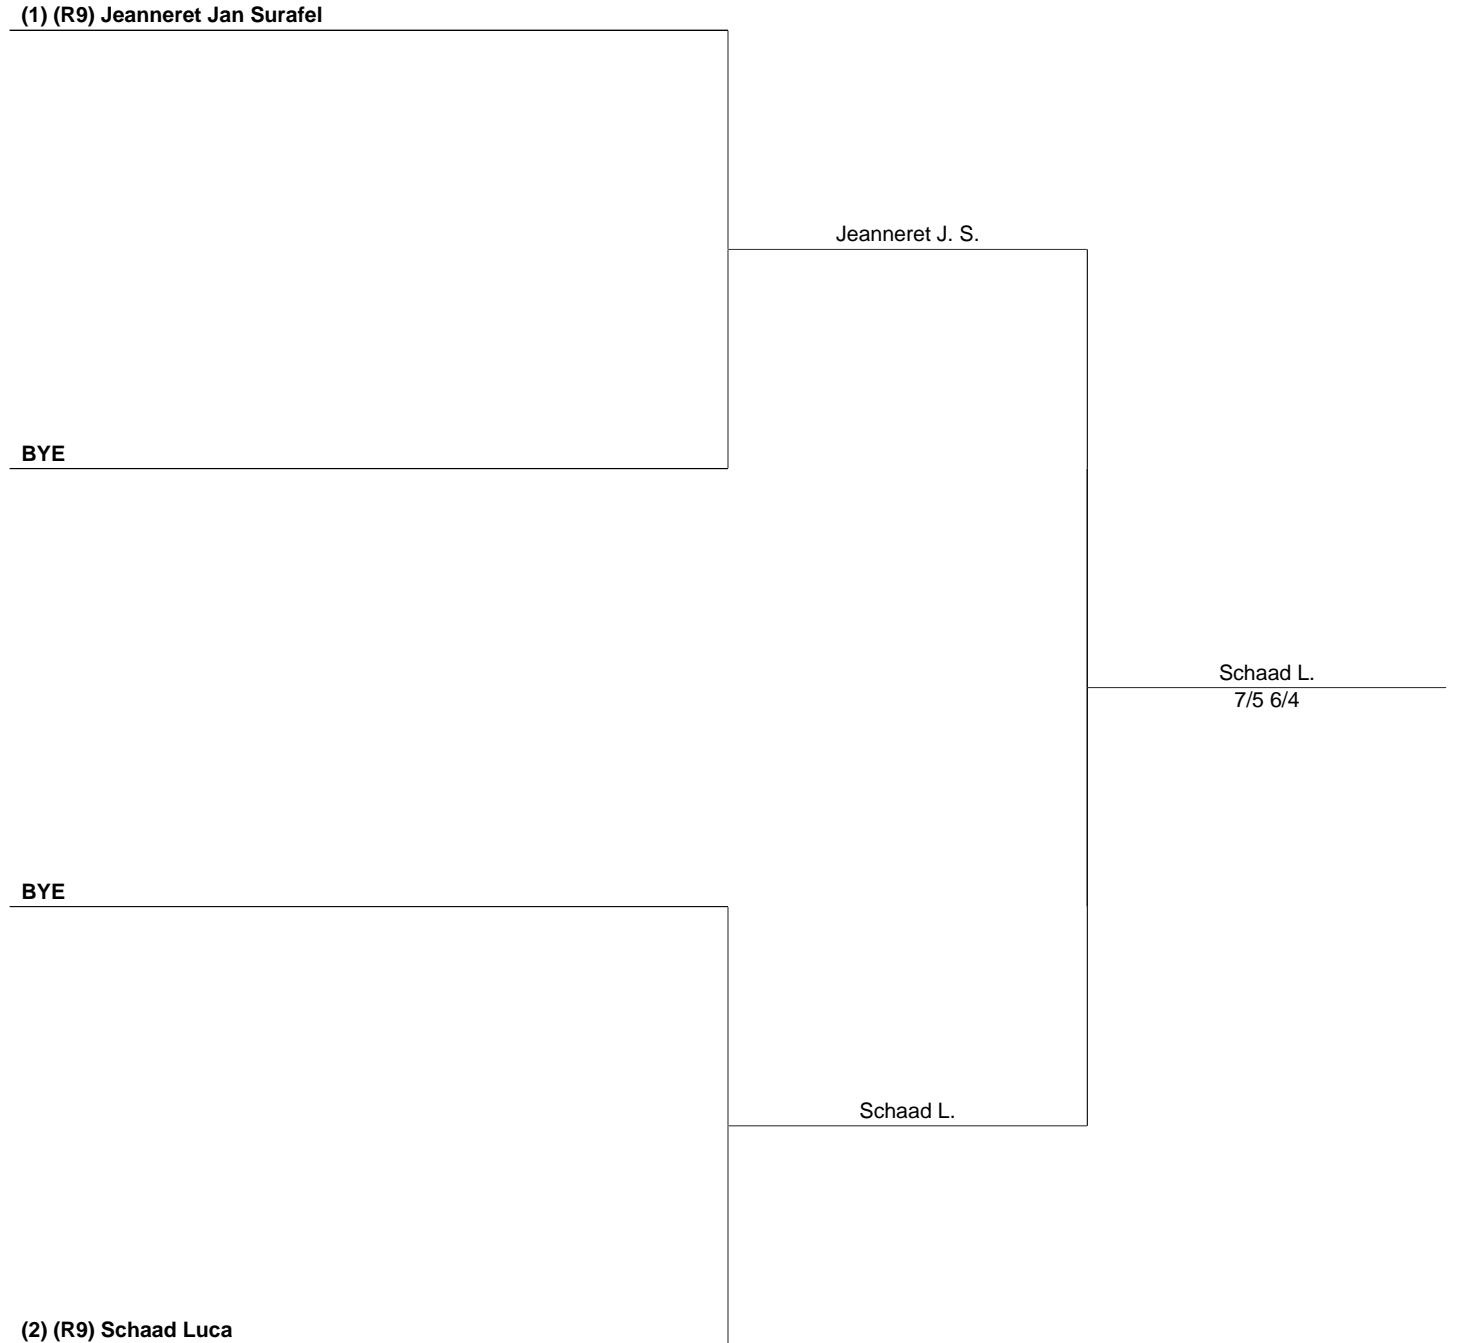 (1) (R9) Jeanneret Jan Surafel
Jeanneret J. S.
BYE
Schaad L.
7/5 6/4
BYE
Schaad L.
(2) (R9) Schaad Luca